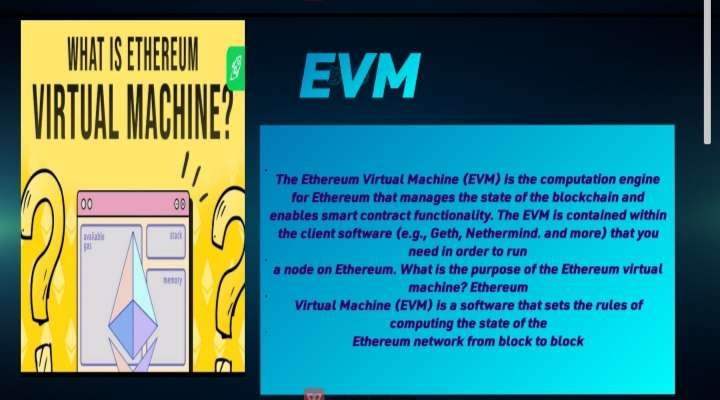 WHAT IS ETHEREUM
VIRTUAL MACHINE?
available
gas
stack
memory
EVM
The Ethereum Virtual Machine (EVM) is the computation engine
for Ethereum that manages the state of the blockchain and
enables smart contract functionality. The EVM is contained within
the client software (e.g., Geth, Nethermind. and more) that you
need in order to run
a node on Ethereum. What is the purpose of the Ethereum virtual
machine? Ethereum
Virtual Machine (EVM) is a software that sets the rules of
computing the state of the
Ethereum network from block to block